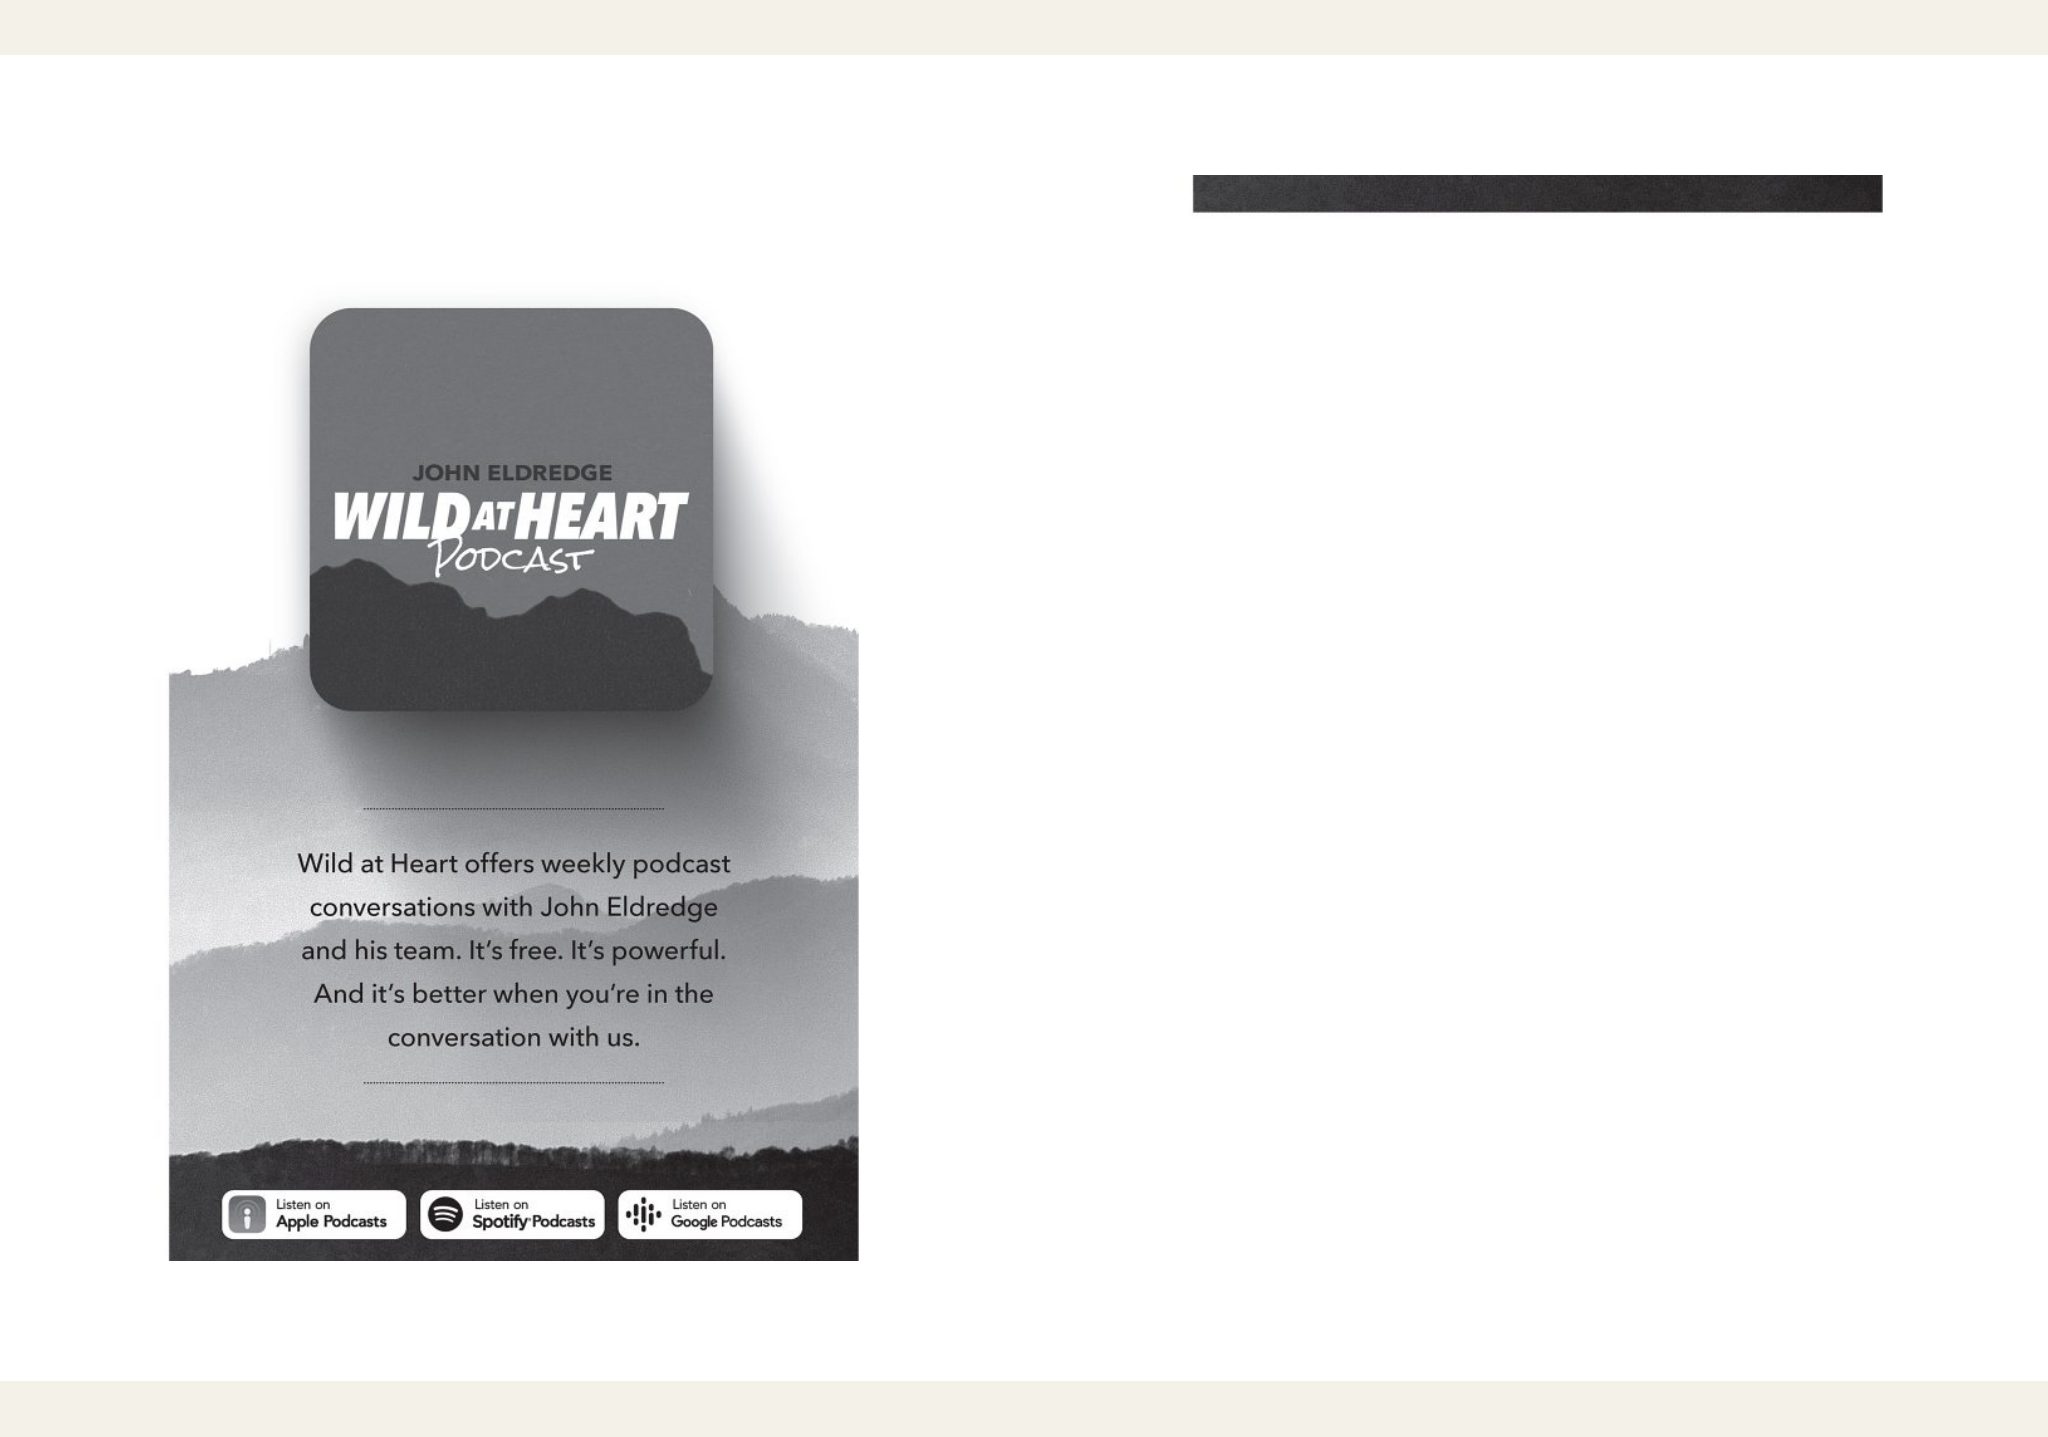 JOHN ELDREDGE
WILD AT HEART
PODCAST
Wild at Heart offers weekly podcast
conversations with John Eldredge
and his team. It’s free. It’s powerful.
And it’s better when you’re in the
conversation with us.
Listen on
Apple Podcasts
Listen on
Spotify® Podcasts
Listen on
Google Podcasts